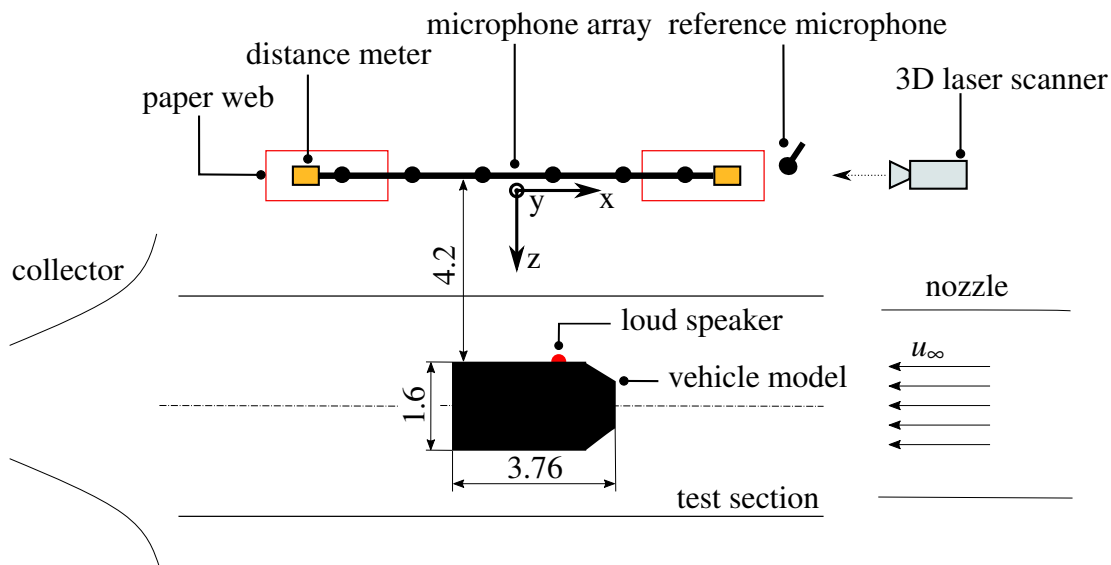 microphone array
reference microphone
distance meter
3D laser scanner
paper web
y
x
z
4.2
collector
nozzle
loud speaker
u∞
vehicle model
1.6
3.76
test section